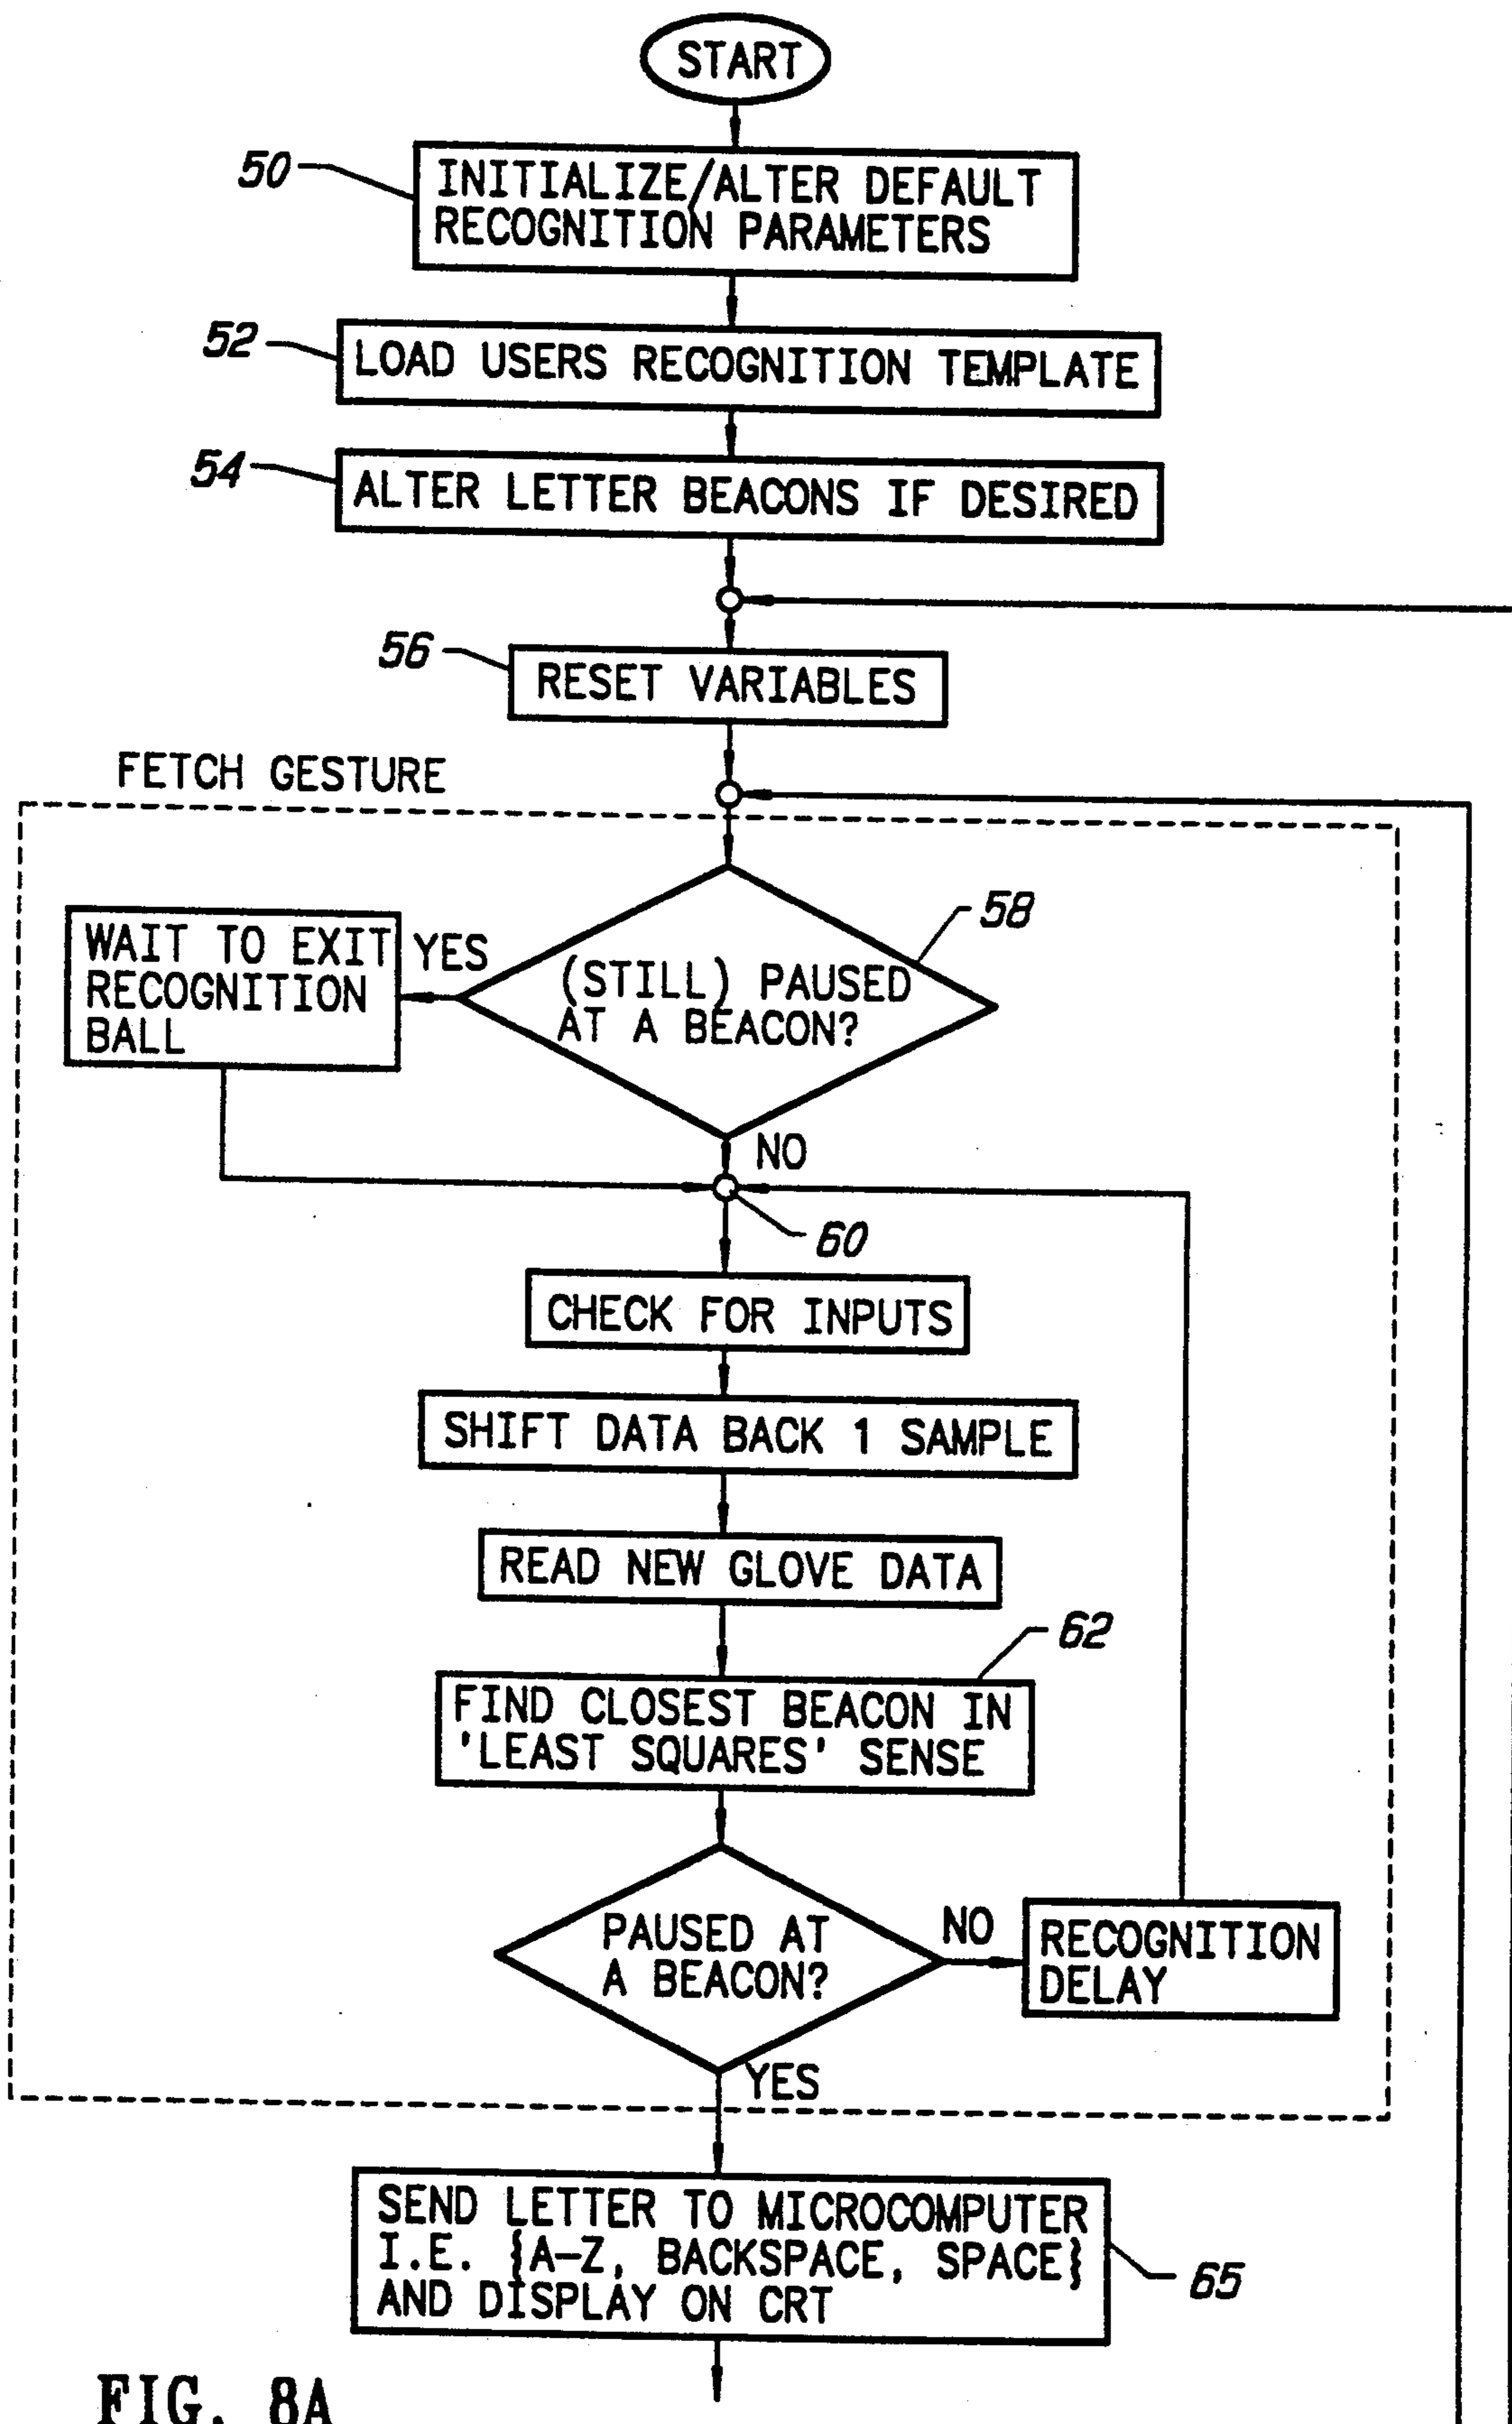 START
50
INITIALIZE/ALTER DEFAULT
RECOGNITION PARAMETERS
52
LOAD USERS RECOGNITION TEMPLATE
54
ALTER LETTER BEACONS IF DESIRED
56
RESET VARIABLES
FETCH GESTURE
58
WAIT TO EXIT
RECOGNITION
BALL
YES
(STILL) PAUSED
AT A BEACON?
NO
60
CHECK FOR INPUTS
SHIFT DATA BACK 1 SAMPLE
READ NEW GLOVE DATA
62
FIND CLOSEST BEACON IN
'LEAST SQUARES' SENSE
PAUSED AT
A BEACON?
NO
RECOGNITION
DELAY
YES
SEND LETTER TO MICROCOMPUTER
I.E. {A-Z, BACKSPACE, SPACE}
AND DISPLAY ON CRT
65
FIG. 8A